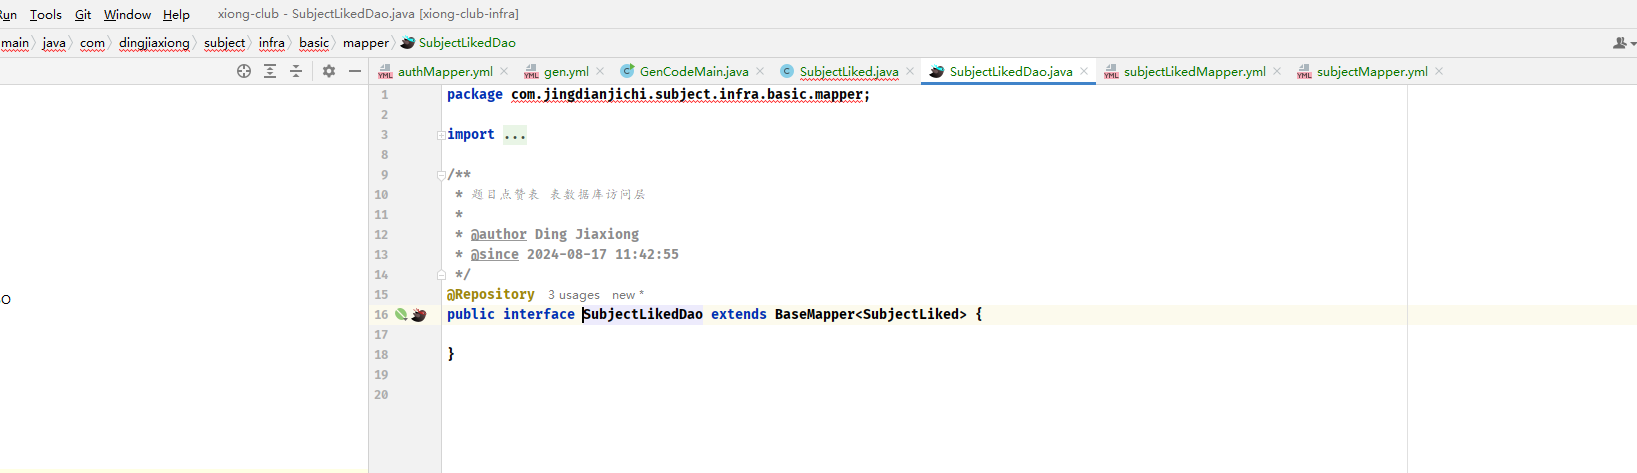 Run Tools Git Window Help xiong-club - SubjectLikedDao.java [xiong-club-infra]
main java com dingjiaxiong subject infra basic mapper SubjectLikedDao
authMapper.yml gen.yml GenCodeMain.java SubjectLiked.java SubjectLikedDao.java subjectLikedMapper.yml subjectMapper.yml
1 package com.jingdianjichi.subject.infra.basic.mapper;
2
3 import ...
8
9 /**
10 * 题目点赞表 表数据库访问层
11 *
12 * @author Ding Jiaxiong
13 * @since 2024-08-17 11:42:55
14 */
O
15 @Repository 3 usages new *
16 public interface SubjectLikedDao extends BaseMapper<SubjectLiked> {
17
18 }
19
20